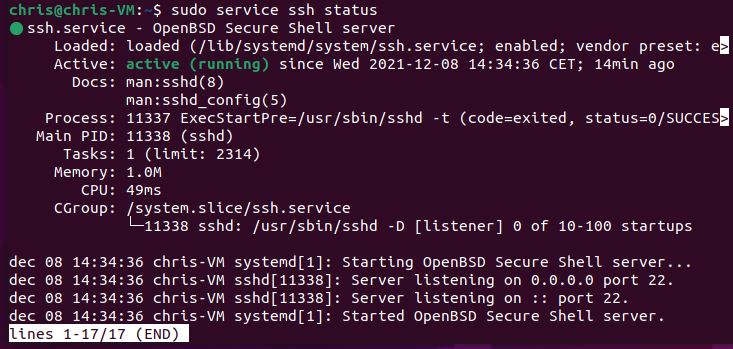 chris@chris-VM:~$ sudo service ssh status
● ssh.service - OpenBSD Secure Shell server
     Loaded: loaded (/lib/systemd/system/ssh.service; enabled; vendor preset: e>
     Active: active (running) since Wed 2021-12-08 14:34:36 CET; 14min ago
       Docs: man:sshd(8)
             man:sshd_config(5)
    Process: 11337 ExecStartPre=/usr/sbin/sshd -t (code=exited, status=0/SUCCES>
   Main PID: 11338 (sshd)
      Tasks: 1 (limit: 2314)
     Memory: 1.0M
        CPU: 49ms
     CGroup: /system.slice/ssh.service
             └─11338 sshd: /usr/sbin/sshd -D [listener] 0 of 10-100 startups

dec 08 14:34:36 chris-VM systemd[1]: Starting OpenBSD Secure Shell server...
dec 08 14:34:36 chris-VM sshd[11338]: Server listening on 0.0.0.0 port 22.
dec 08 14:34:36 chris-VM sshd[11338]: Server listening on :: port 22.
dec 08 14:34:36 chris-VM systemd[1]: Started OpenBSD Secure Shell server.
lines 1-17/17 (END)